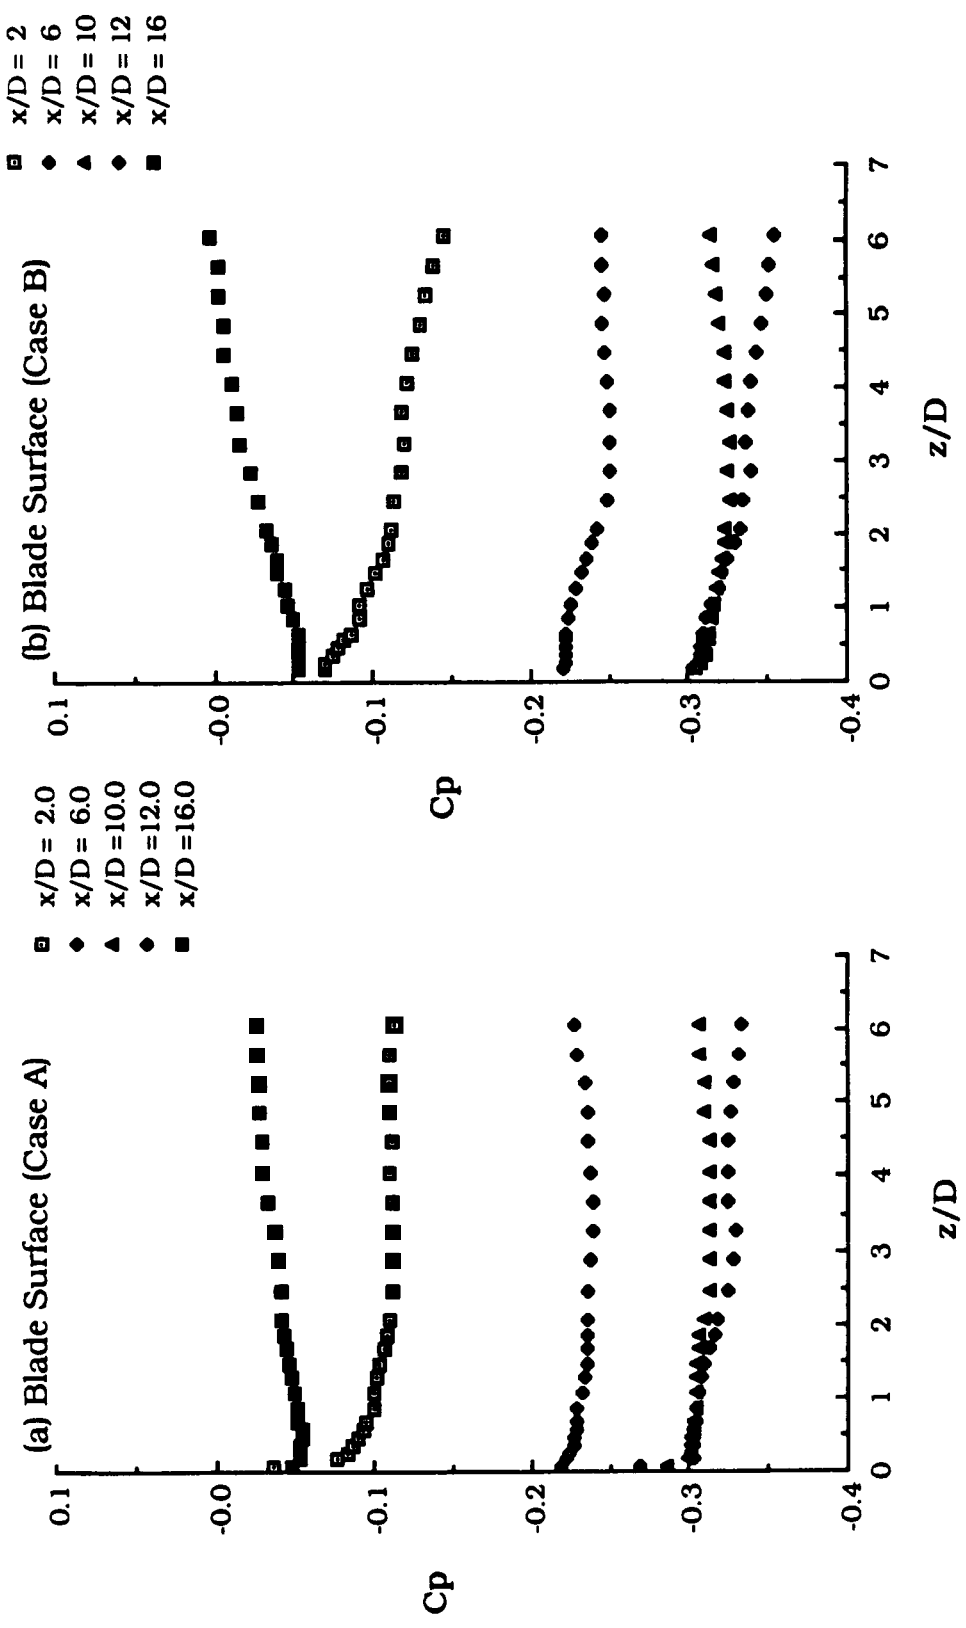 (a) Blade Surface (Case A)
x/D = 2.0
x/D = 6.0
x/D =10.0
x/D =12.0
x/D =16.0
Cp
0.1
-0.0
-0.1
-0.2
-0.3
-0.4
0 1 2 3 4 5 6 7
z/D
(b) Blade Surface (Case B)
x/D = 2
x/D = 6
x/D = 10
x/D = 12
x/D = 16
Cp
0.1
-0.0
-0.1
-0.2
-0.3
-0.4
0 1 2 3 4 5 6 7
z/D